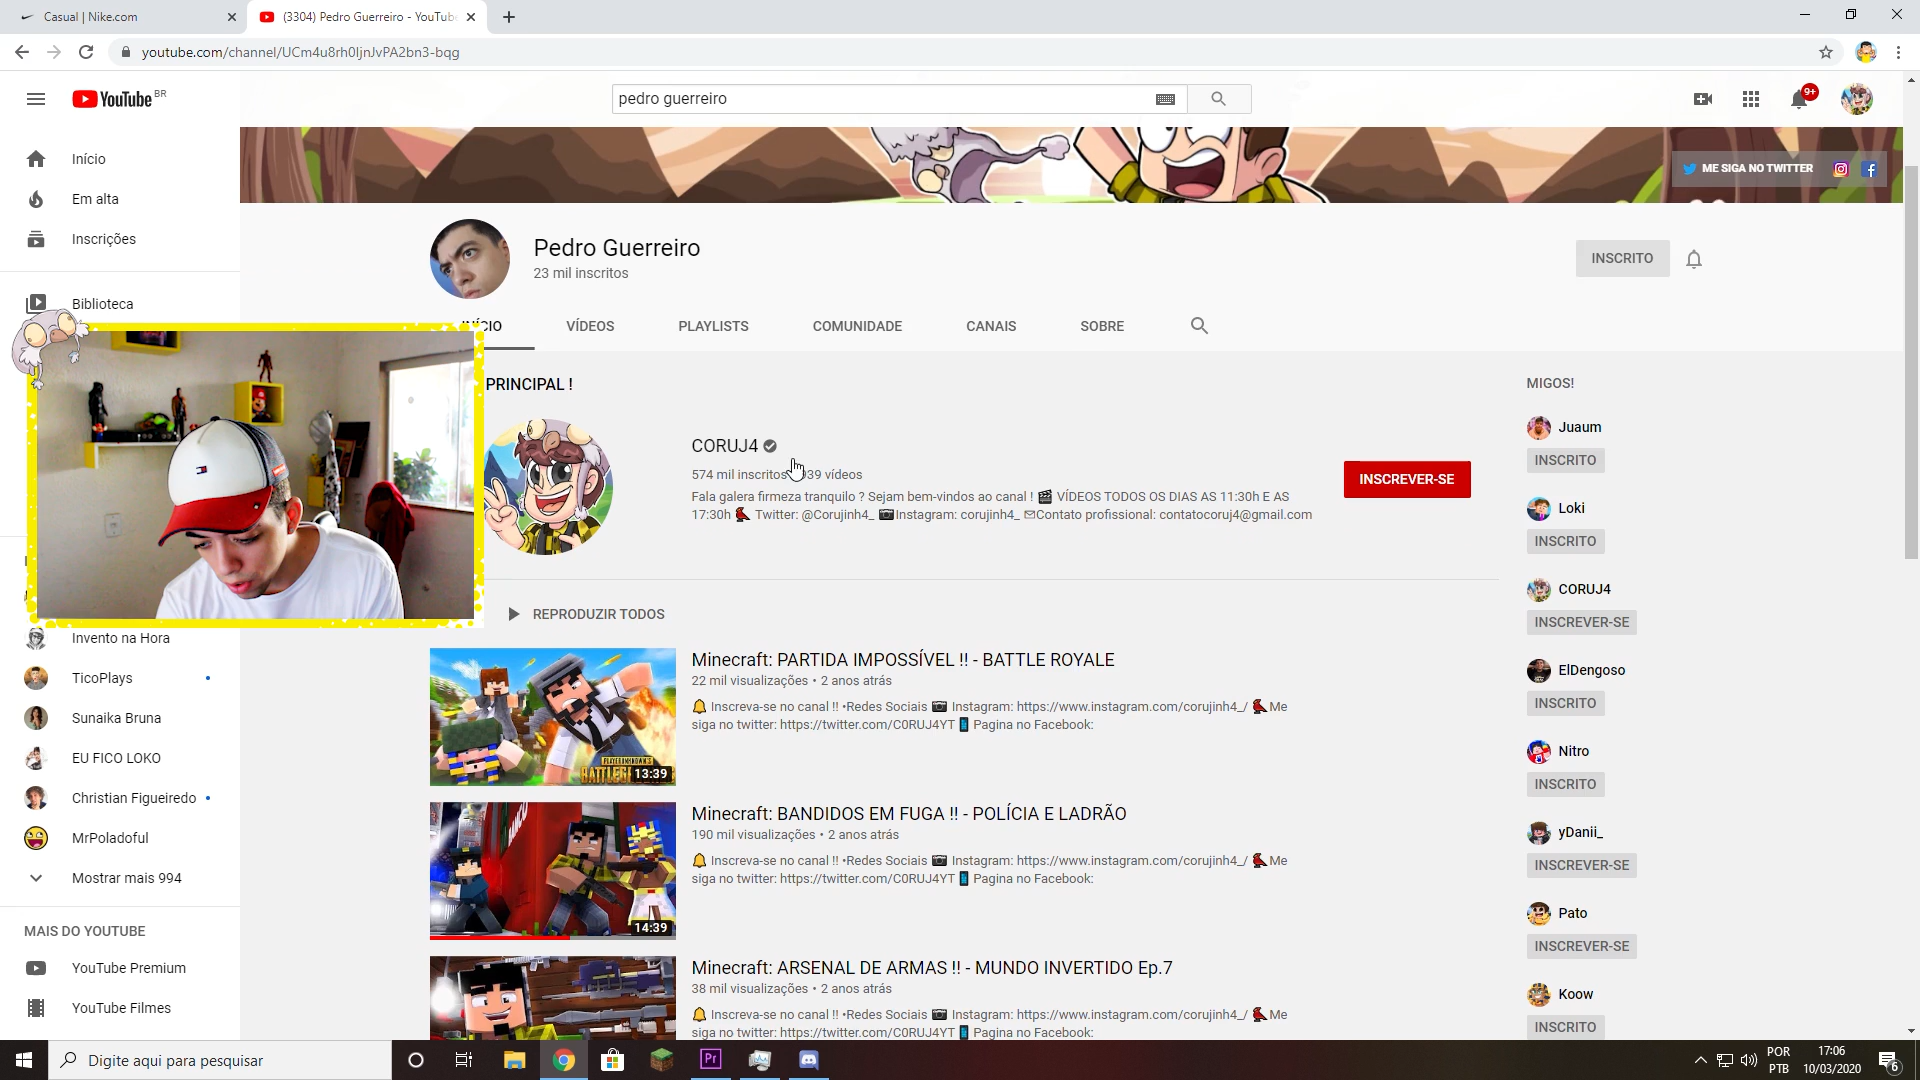 Casual | Nike.com
(3304) Pedro Guerreiro - YouTube
youtube.com/channel/UCm4u8rh0ljnJvPA2bn3-bqg
YouTube BR
pedro guerreiro
9+
Início
Em alta
Inscrições
Biblioteca
ME SIGA NO TWITTER
Pedro Guerreiro
23 mil inscritos
INSCRITO
INÍCIO
VÍDEOS
PLAYLISTS
COMUNIDADE
CANAIS
SOBRE
PRINCIPAL !
CORUJ4
574 mil inscritos 939 vídeos
Fala galera firmeza tranquilo ? Sejam bem-vindos ao canal ! 🎬 VÍDEOS TODOS OS DIAS AS 11:30h E AS
17:30h 🐦 Twitter: @Corujinh4_ 📷Instagram: corujinh4_ ✉Contato profissional: contatocoruj4@gmail.com
INSCREVER-SE
REPRODUZIR TODOS
Minecraft: PARTIDA IMPOSSÍVEL !! - BATTLE ROYALE
22 mil visualizações • 2 anos atrás
🔔 Inscreva-se no canal !! •Redes Sociais 📷 Instagram: https://www.instagram.com/corujinh4_/ 🐦Me
siga no twitter: https://twitter.com/C0RUJ4YT 📱 Pagina no Facebook:
13:39
Minecraft: BANDIDOS EM FUGA !! - POLÍCIA E LADRÃO
190 mil visualizações • 2 anos atrás
🔔 Inscreva-se no canal !! •Redes Sociais 📷 Instagram: https://www.instagram.com/corujinh4_/ 🐦Me
siga no twitter: https://twitter.com/C0RUJ4YT 📱 Pagina no Facebook:
14:39
Minecraft: ARSENAL DE ARMAS !! - MUNDO INVERTIDO Ep.7
38 mil visualizações • 2 anos atrás
🔔 Inscreva-se no canal !! •Redes Sociais 📷 Instagram: https://www.instagram.com/corujinh4_/ 🐦Me
siga no twitter: https://twitter.com/C0RUJ4YT 📱 Pagina no Facebook:
MIGOS!
Juaum
INSCRITO
Loki
INSCRITO
CORUJ4
INSCREVER-SE
ElDengoso
INSCRITO
Nitro
INSCRITO
yDanii_
INSCREVER-SE
Pato
INSCREVER-SE
Koow
INSCRITO
Invento na Hora
TicoPlays
Sunaika Bruna
EU FICO LOKO
Christian Figueiredo
MrPoladoful
Mostrar mais 994
MAIS DO YOUTUBE
YouTube Premium
YouTube Filmes
Digite aqui para pesquisar
Pr
POR
PTB
17:06
10/03/2020
6